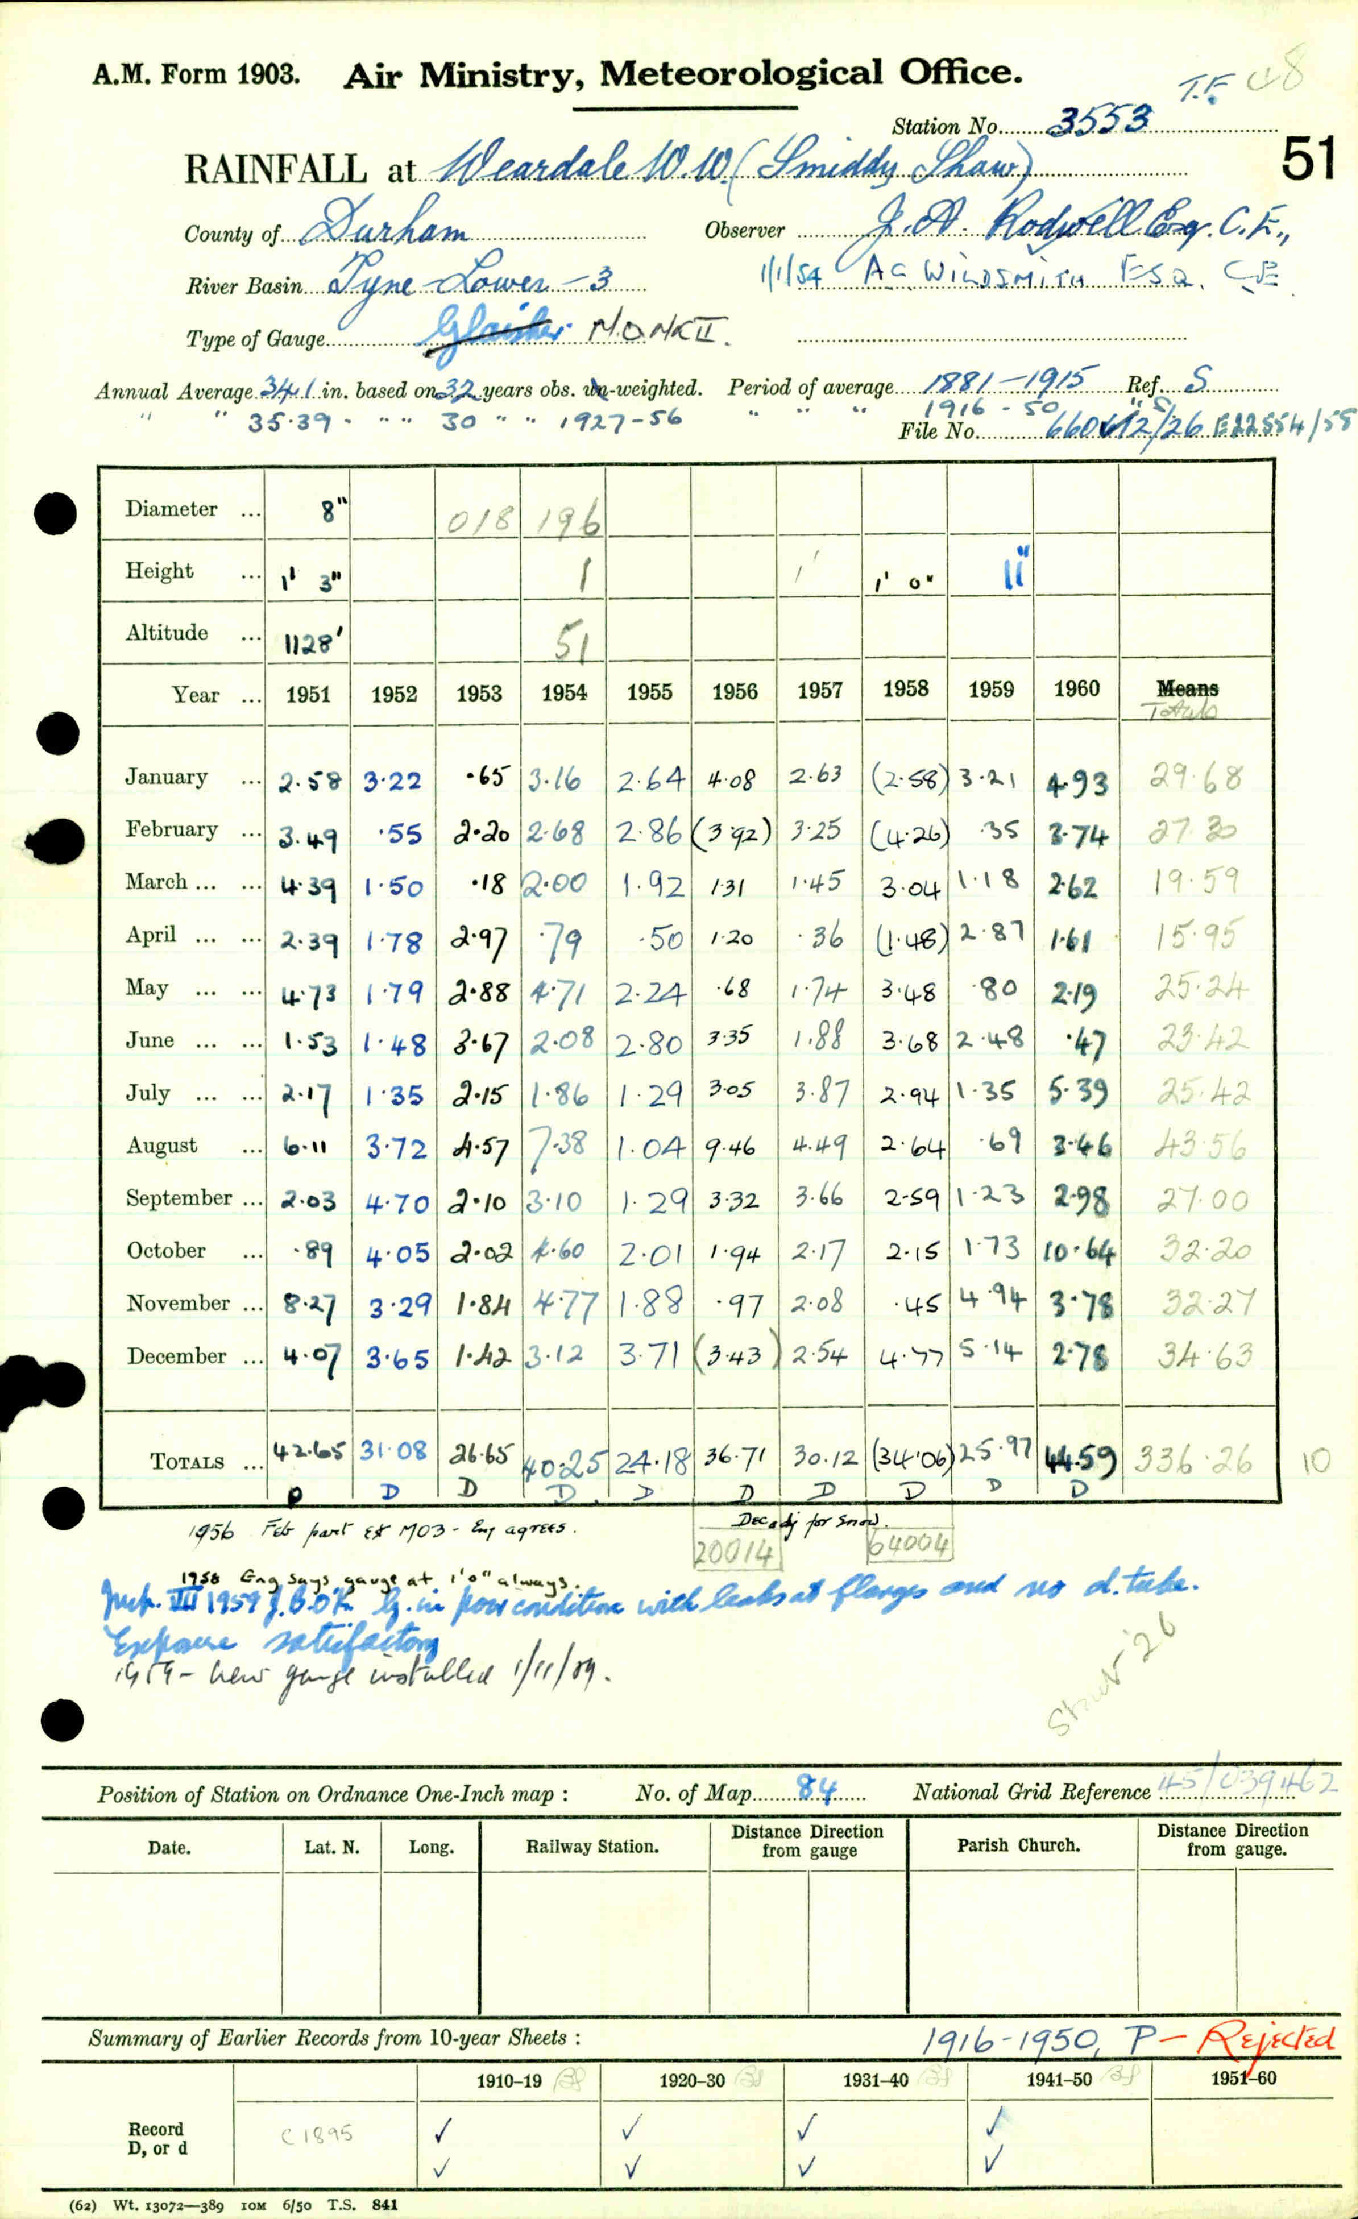 A.M. Form 1903. Air Ministry, Meteorological Office.
T.F. 48
Station No. 3553
51
RAINFALL at Weardale W.W. (Smiddy Shaw)
County of Durham Observer J. A. Rodwell Esq. C.E.,
River Basin Tyne Lower - 3 1/1/54 A G WILDSMITH ESQ. CE
Type of Gauge Glaisher M.O. MK II.
Annual Average 34.1 in. based on 32 years obs. un-weighted. Period of average 1881-1915 Ref. S
" " 35.39 " " " 30 " " 1927-56 " " " 1916-50 " S.
File No. 660612/26 E22554/58
Diameter ... 8" 018 196
Height ... 1' 3" 1 1' 1' 0" 11"
Altitude ... 1128' 51
Year ... 1951 1952 1953 1954 1955 1956 1957 1958 1959 1960 Means
Totals
January ... 2.58 3.22 .65 3.16 2.64 4.08 2.63 (2.58) 3.21 4.93 29.68
February ... 3.49 .55 2.20 2.68 2.86 (3.92) 3.25 (4.26) .35 3.74 27.30
March ... ... 4.39 1.50 .18 2.00 1.92 1.31 1.45 3.04 1.18 2.62 19.59
April ... ... 2.39 1.78 2.97 .79 .50 1.20 .36 (1.48) 2.87 1.61 15.95
May ... ... 4.73 1.79 2.88 4.71 2.24 .68 1.74 3.48 .80 2.19 25.24
June ... ... 1.53 1.48 3.67 2.08 2.80 3.35 1.88 3.68 2.48 .47 23.42
July ... ... 2.17 1.35 2.15 1.86 1.29 3.05 3.87 2.94 1.35 5.39 25.42
August ... 6.11 3.72 4.57 7.38 1.04 9.46 4.49 2.64 .69 3.46 43.56
September ... 2.03 4.70 2.10 3.10 1.29 3.32 3.66 2.59 1.23 2.98 27.00
October ... .89 4.05 2.02 4.60 2.01 1.94 2.17 2.15 1.73 10.64 32.20
November ... 8.27 3.29 1.84 4.77 1.88 .97 2.08 .45 4.94 3.78 32.27
December ... 4.07 3.65 1.42 3.12 3.71 (3.43) 2.54 4.77 5.14 2.78 34.63
TOTALS ... 42.65 31.08 26.65 40.25 24.18 36.71 30.12 (34.06) 25.97 44.59 336.26 10
D D D D D D D D D D
1956 Feb part ex MO3 - Eng agrees. Dec adj for snow.
20014 64004
1958 Eng says gauge at 1'0" always.
Insp. VII 1959 J.B.O'K G. in poor condition with leaks at flanges and no d. tube.
Exposure satisfactory
1959 - new gauge installed 1/11/59.
'26
Position of Station on Ordnance One-Inch map : No. of Map 84 National Grid Reference 45/039462
Date. Lat. N. Long. Railway Station. Distance Direction from gauge Parish Church. Distance Direction from gauge.
Summary of Earlier Records from 10-year Sheets : 1916-1950, P - Rejected
1910-19 1920-30 1931-40 1941-50 1951-60
Record
D, or d c 1895 ✓ ✓ ✓ ✓
✓ ✓ ✓ ✓
(62) Wt. 13072—389 10M 6/50 T.S. 841